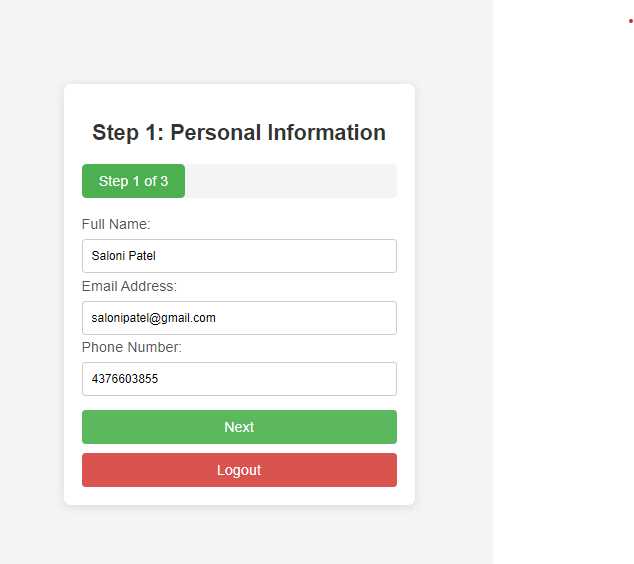 Step 1: Personal Information
Step 1 of 3
Full Name:
Saloni Patel
Email Address:
salonipatel@gmail.com
Phone Number:
4376603855
Next
Logout